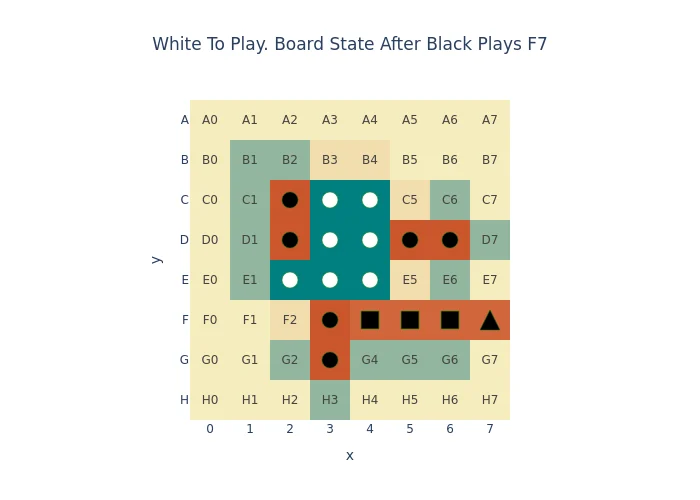 White To Play. Board State After Black Plays F7
A A0 A1 A2 A3 A4 A5 A6 A7
B B0 B1 B2 B3 B4 B5 B6 B7
C C0 C1 C5 C6 C7
D D0 D1 D7
y
E E0 E1 E5 E6 E7
F F0 F1 F2
G G0 G1 G2 G4 G5 G6 G7
H H0 H1 H2 H3 H4 H5 H6 H7
0 1 2 3 4 5 6 7
x